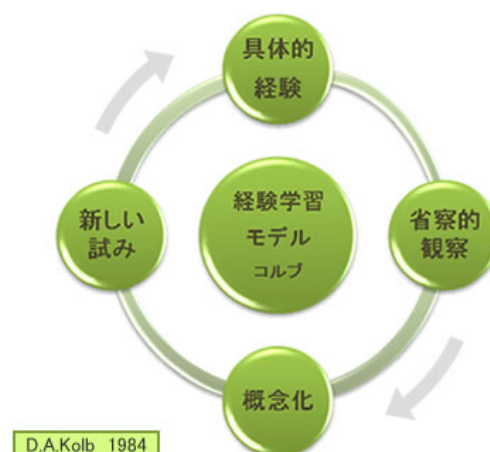 具体的
経験
新しい
試み
経験学習
モデル
コルブ
省察的
観察
概念化
D.A.Kolb 1984